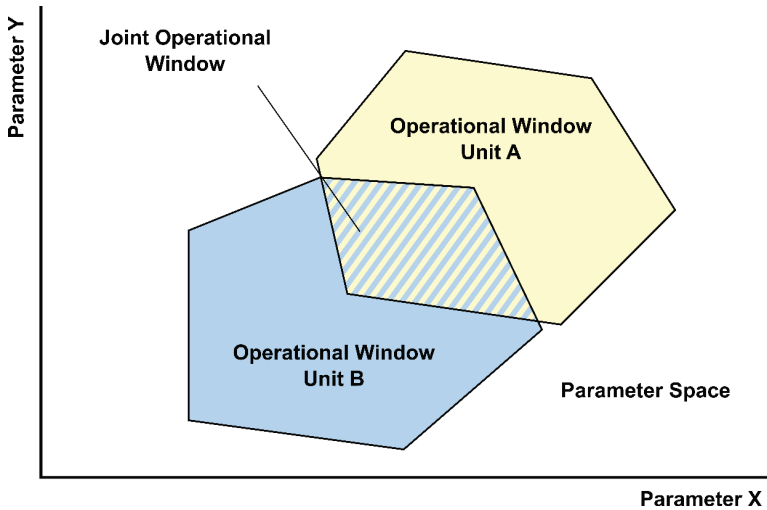 Parameter Y
Joint Operational
Window
Operational Window
Unit A
Operational Window
Unit B
Parameter Space
Parameter X